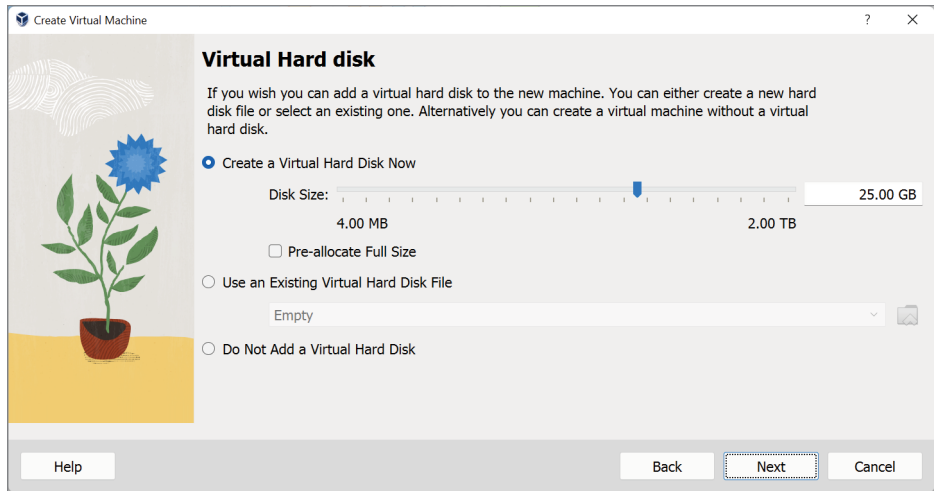 Create Virtual Machine
?
Virtual Hard disk
If you wish you can add a virtual hard disk to the new machine. You can either create a new hard
disk file or select an existing one. Alternatively you can create a virtual machine without a virtual
hard disk.
Create a Virtual Hard Disk Now
Disk Size:
25.00 GB
4.00 MB
2.00 TB
Pre-allocate Full Size
Use an Existing Virtual Hard Disk File
Empty
Do Not Add a Virtual Hard Disk
Help
Back
Next
Cancel